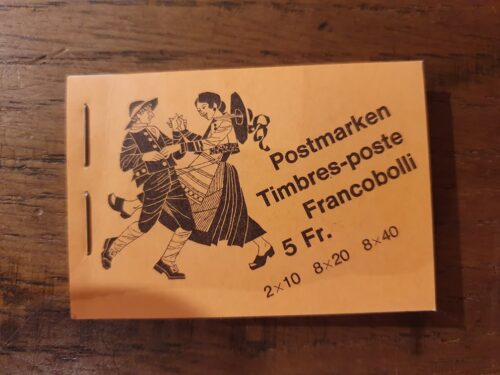 Postmarken
Timbres-poste
Francobolli
5 Fr.
2×10 8×20 8×40